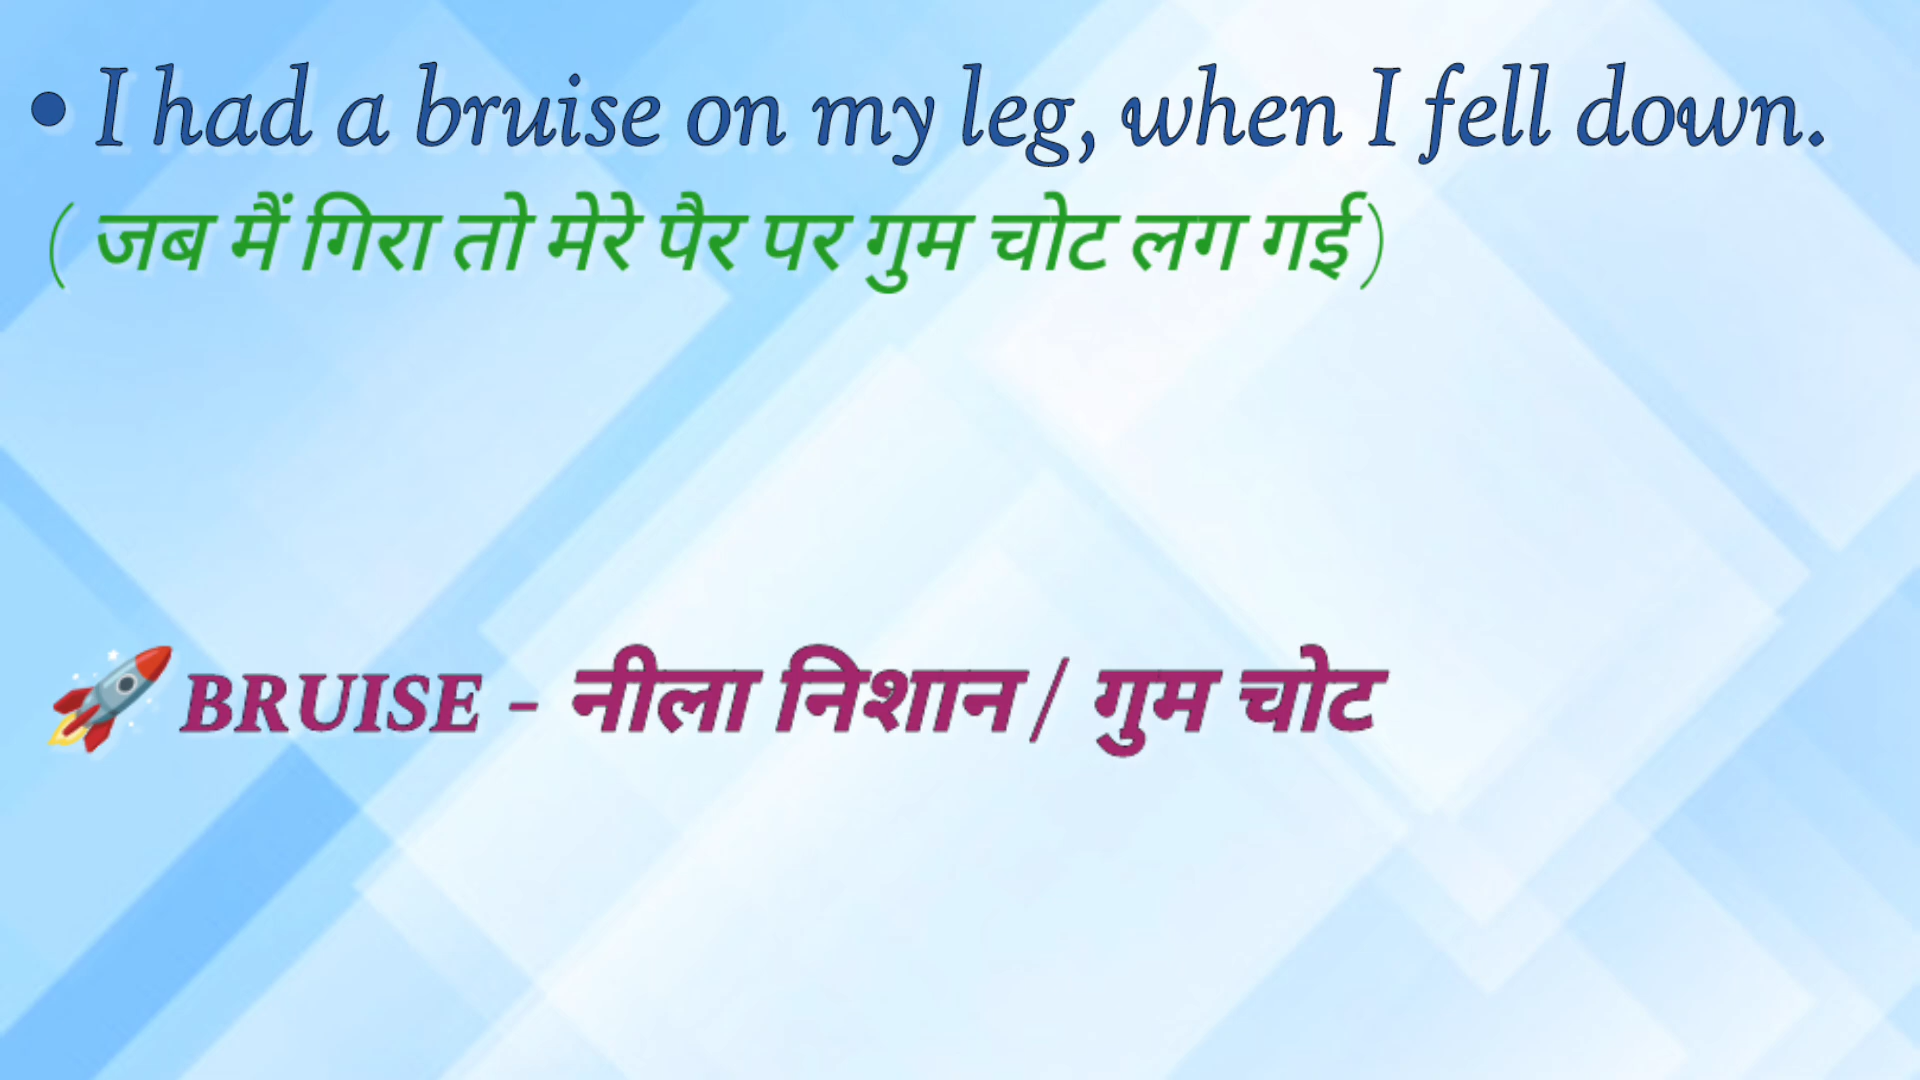 • I had a bruise on my leg, when I fell down.
( जब मैं गिरा तो मेरे पैर पर गुम चोट लग गई)
🚀 BRUISE - नीला निशान/ गुम चोट